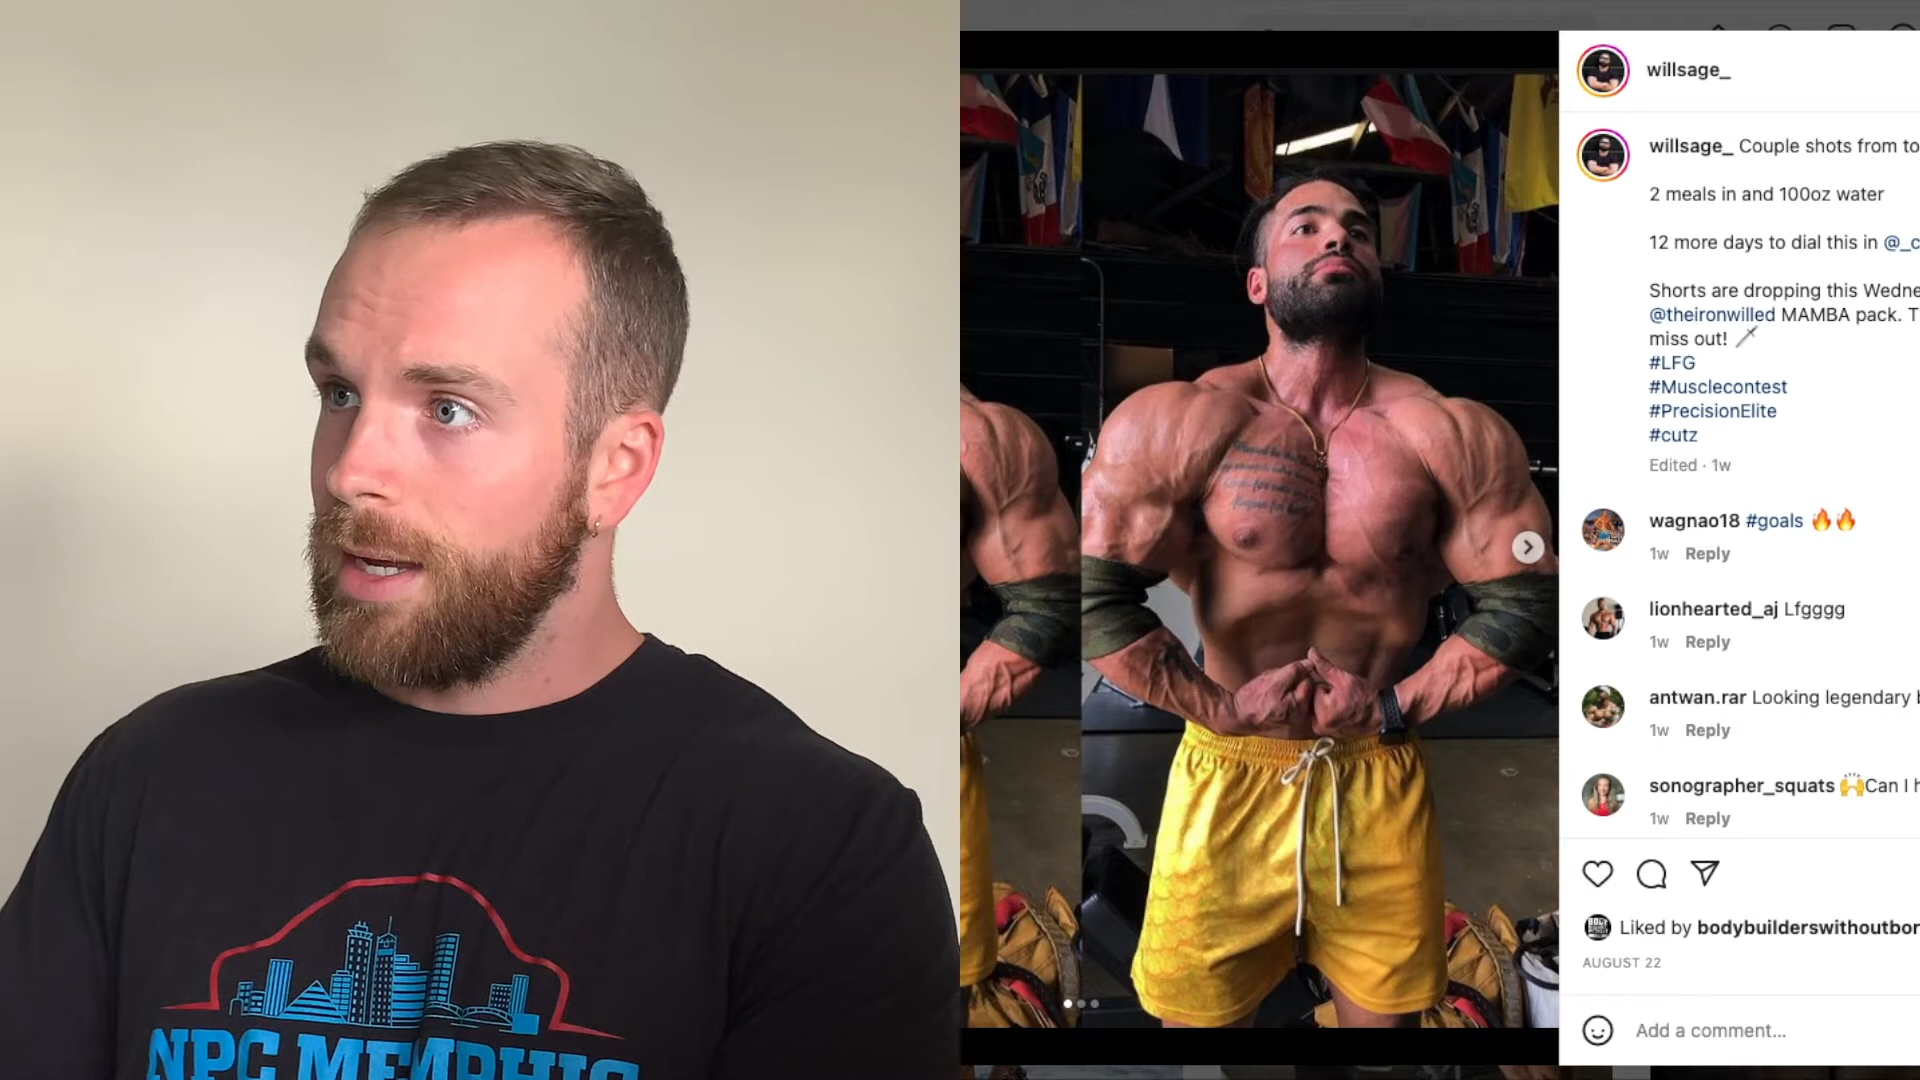 NPC MEMPHIS
willsage_
willsage_ Couple shots from to
2 meals in and 100oz water
12 more days to dial this in @_c
Shorts are dropping this Wedne
@theironwilled MAMBA pack. T
miss out!
#LFG
#Musclecontest
#PrecisionElite
#cutz
Edited · 1w
wagnao18 #goals 🔥🔥
1w Reply
lionhearted_aj Lfgggg
1w Reply
antwan.rar Looking legendary b
1w Reply
sonographer_squats 🙌Can I h
1w Reply
Liked by bodybuilderswithoutbor
AUGUST 22
Add a comment...